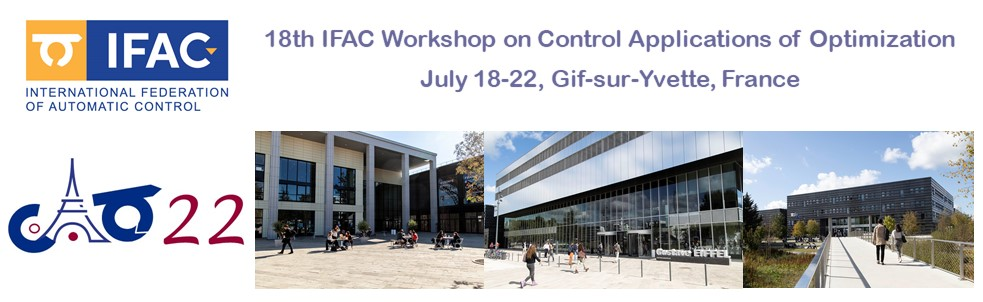 IFAC
INTERNATIONAL FEDERATION
OF AUTOMATIC CONTROL
18th IFAC Workshop on Control Applications of Optimization
July 18-22, Gif-sur-Yvette, France
CAO 22
Gustave EIFFEL